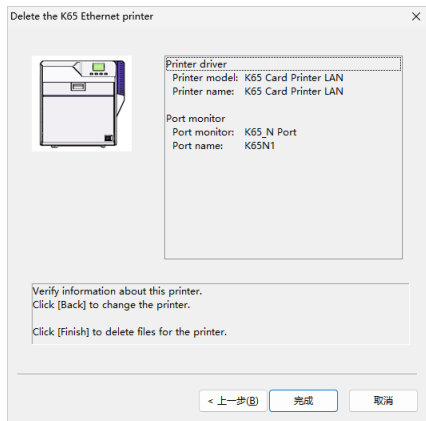 Delete the K65 Ethernet printer
Printer driver
Printer model: K65 Card Printer LAN
Printer name: K65 Card Printer LAN
Port monitor
Port monitor: K65_N Port
Port name: K65N1
Verify information about this printer.
Click [Back] to change the printer.
Click [Finish] to delete files for the printer.
< 上一步(B) 完成 取消